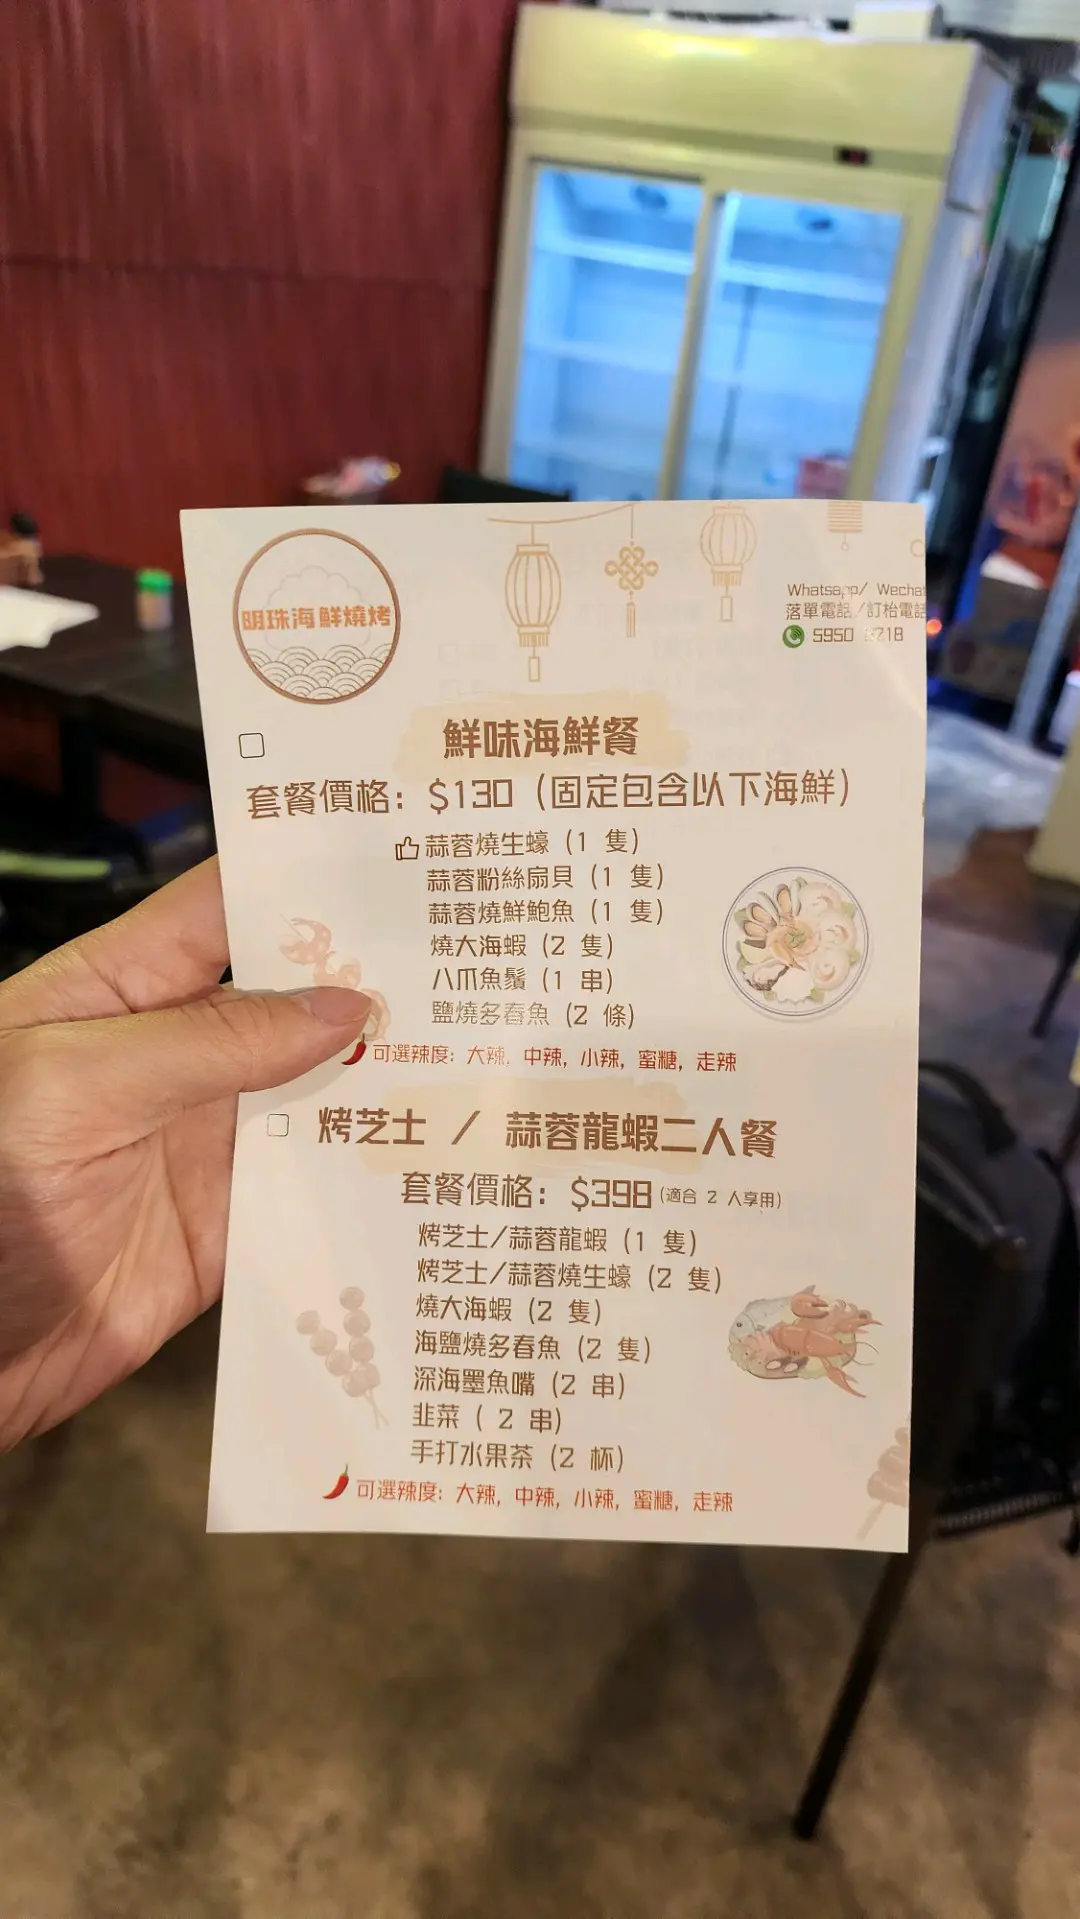 明珠海鮮燒烤
Whatsapp/ Wecha
落單電話/訂枱電話
5950
鮮味海鮮餐
套餐價格: $130 (固定包含以下海鮮)
蒜蓉燒生蠔 (1 隻)
蒜蓉粉絲扇貝 (1 隻)
蒜蓉燒鮮鮑魚 (1 隻)
燒大海蝦 (2 隻)
八爪魚鬚 (1 串)
鹽燒多春魚 (2 條)
可選辣度: 大辣, 中辣, 小辣, 蜜糖, 走辣
烤芝士 / 蒜蓉龍蝦二人餐
套餐價格: $398 (適合 2 人享用)
烤芝士/蒜蓉龍蝦 (1 隻)
烤芝士/蒜蓉燒生蠔 (2 隻)
燒大海蝦 (2 隻)
海鹽燒多春魚 (2 隻)
深海墨魚嘴 (2 串)
韭菜 ( 2 串)
手打水果茶 (2 杯)
可選辣度: 大辣, 中辣, 小辣, 蜜糖, 走辣